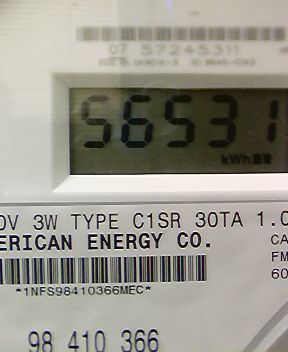 07 57245311
56531
kWh
0V 3W TYPE C1SR 30TA 1.0
ERICAN ENERGY CO.
CA
FM
60
*1NFS98410366MEC*
98 410 366